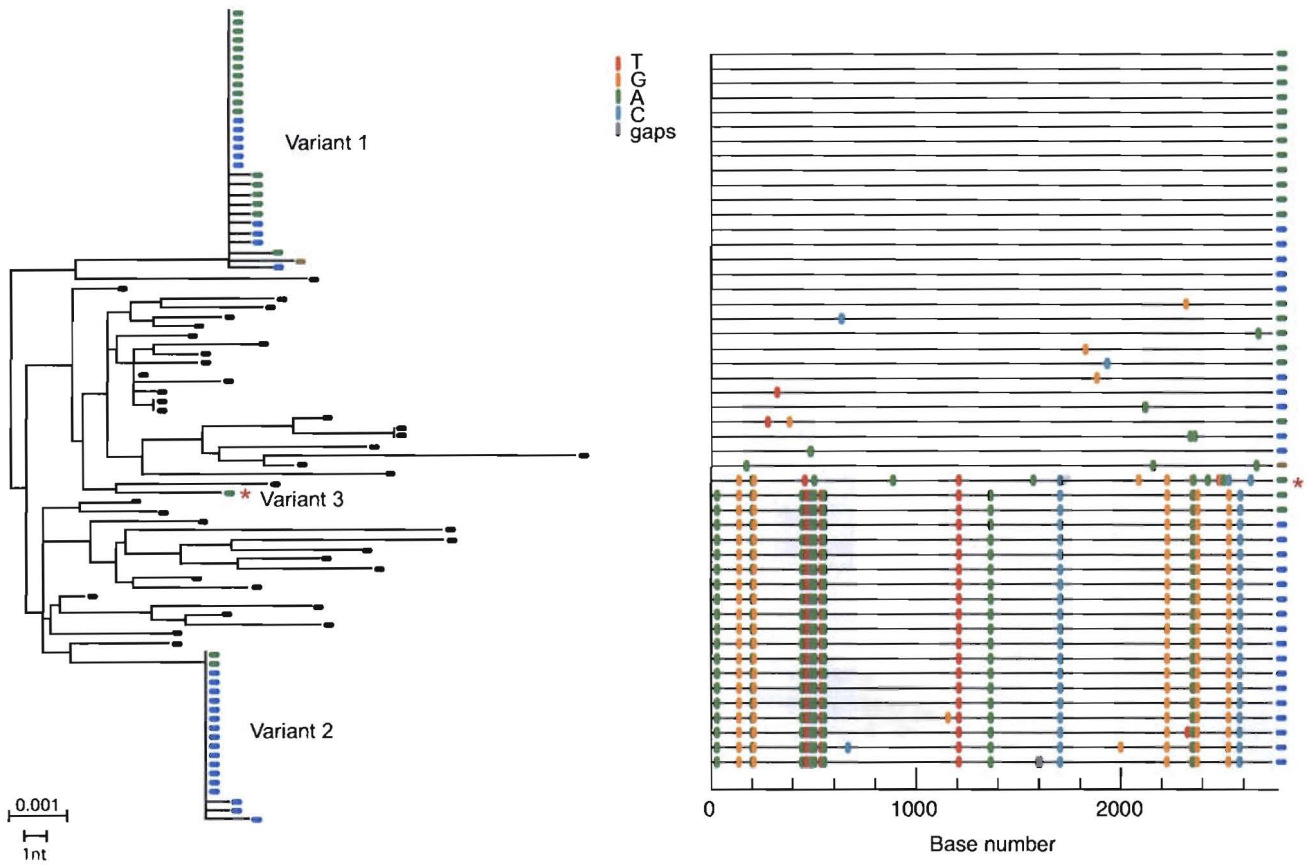 Variant 1
* Variant 3
Variant 2
0.001
1nt
T
G
A
C
gaps
*
0 1000 2000
Base number